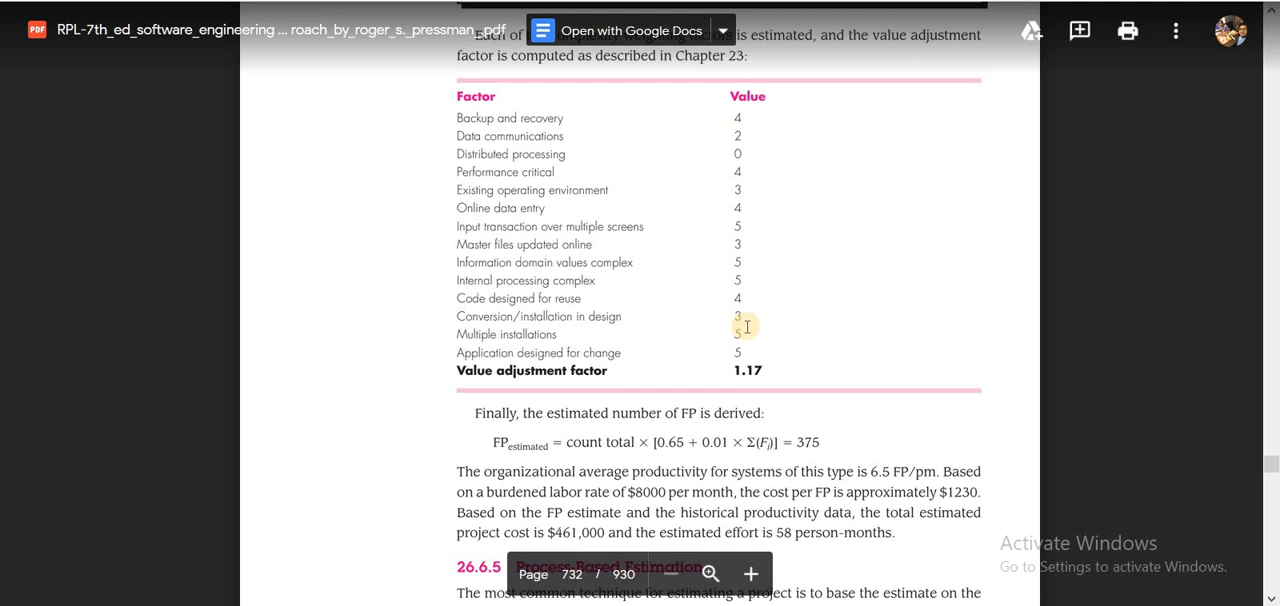 RPL-7th_ed_software_engineering ... roach_by_roger_s._pressman_.pdf
Open with Google Docs
Each of is estimated, and the value adjustment
factor is computed as described in Chapter 23:
Factor Value
Backup and recovery 4
Data communications 2
Distributed processing 0
Performance critical 4
Existing operating environment 3
Online data entry 4
Input transaction over multiple screens 5
Master files updated online 3
Information domain values complex 5
Internal processing complex 5
Code designed for reuse 4
Conversion/installation in design 3
Multiple installations 5
Application designed for change 5
Value adjustment factor 1.17
Finally, the estimated number of FP is derived:
FPestimated = count total × [0.65 + 0.01 × Σ(Fi)] = 375
The organizational average productivity for systems of this type is 6.5 FP/pm. Based
on a burdened labor rate of $8000 per month, the cost per FP is approximately $1230.
Based on the FP estimate and the historical productivity data, the total estimated
project cost is $461,000 and the estimated effort is 58 person-months.
26.6.5 Process-Based Estimation
Page 732 / 930
The most common technique for estimating a project is to base the estimate on the
Activate Windows
Go to Settings to activate Windows.